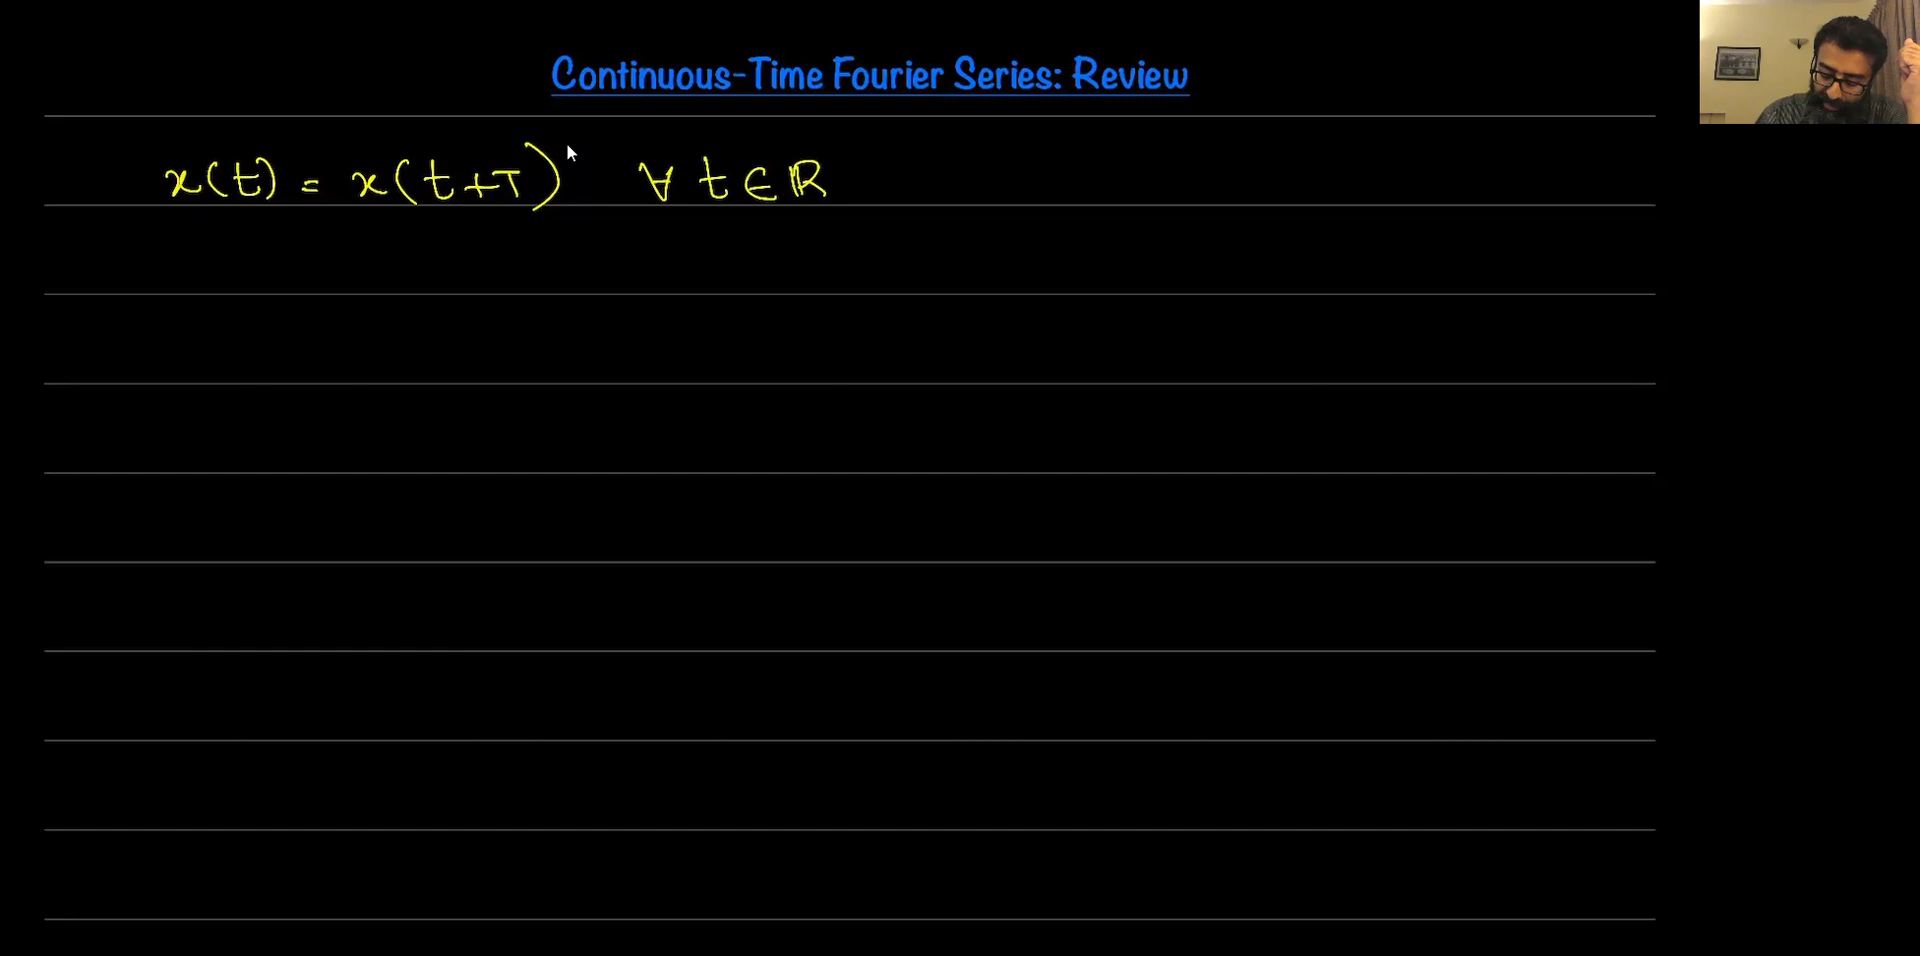 Continuous-Time Fourier Series: Review
x(t) = x(t+T) ∀ t ∈ ℝ